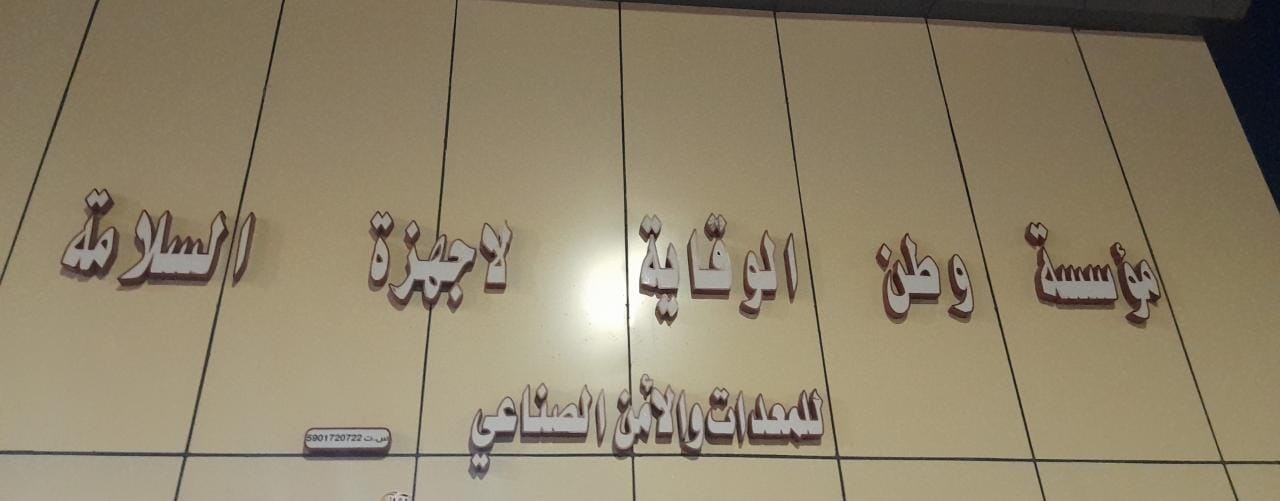 مؤسسة وطن الوقاية لاجهزة السلامة
للمعدات والأمن الصناعي
س.ت 5901720722